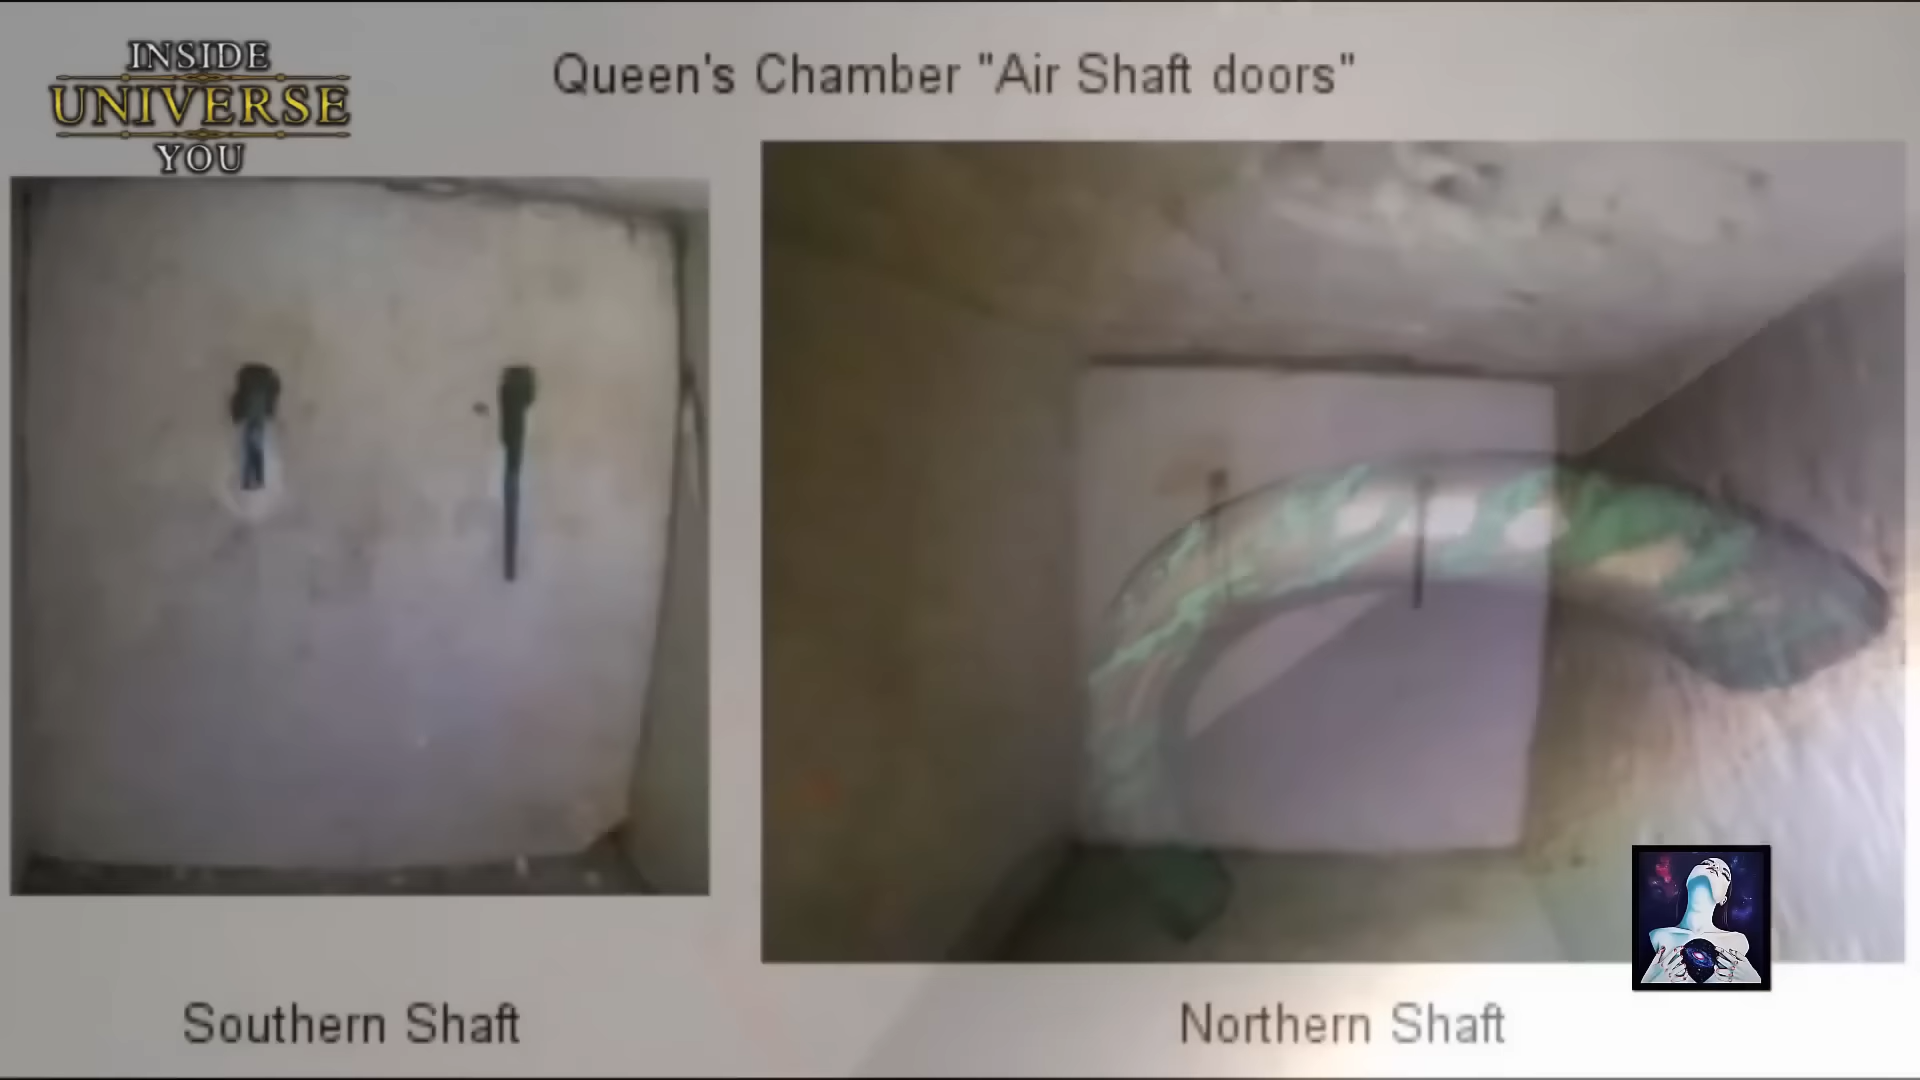 INSIDE
UNIVERSE
YOU
Queen's Chamber "Air Shaft doors"
Southern Shaft
Northern Shaft